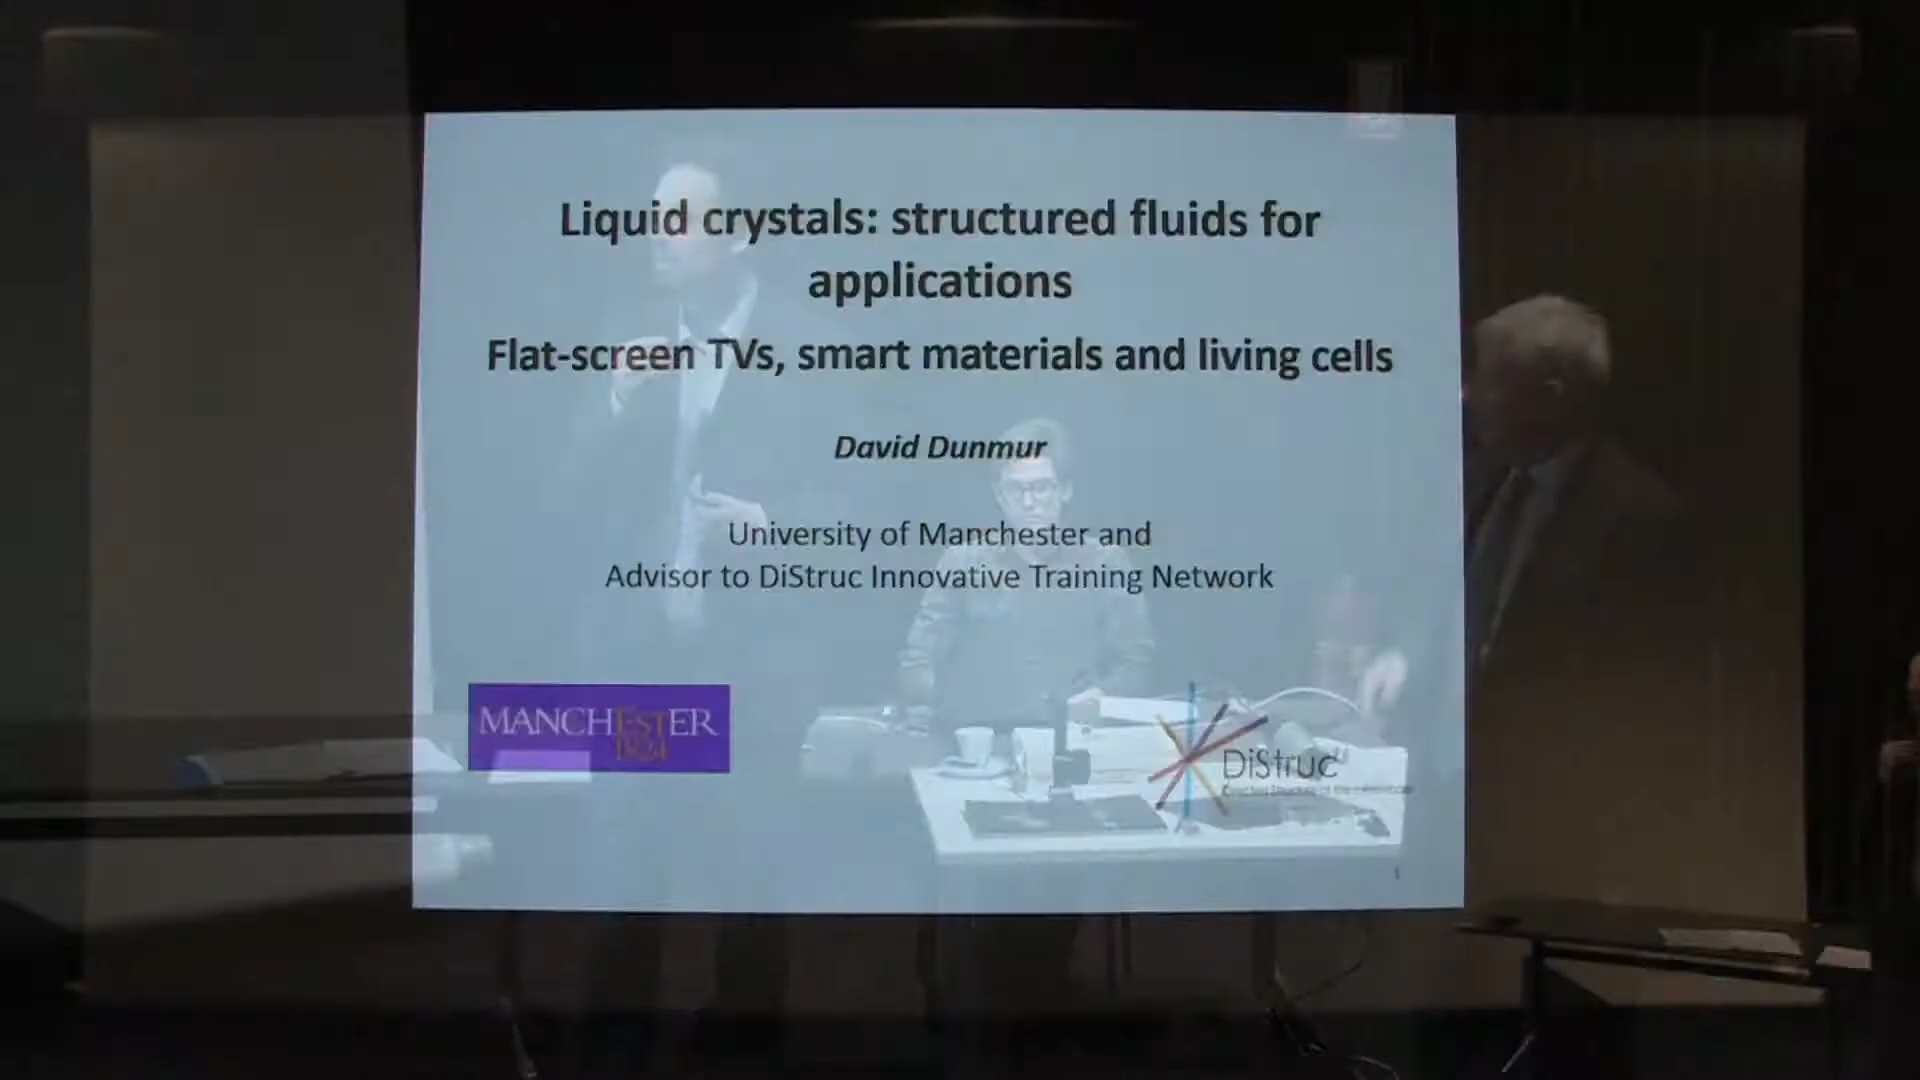 Liquid crystals: structured fluids for
applications
Flat-screen TVs, smart materials and living cells
David Dunmur
University of Manchester and
Advisor to DiStruc Innovative Training Network
MANCHESTER
1824
DiStruc